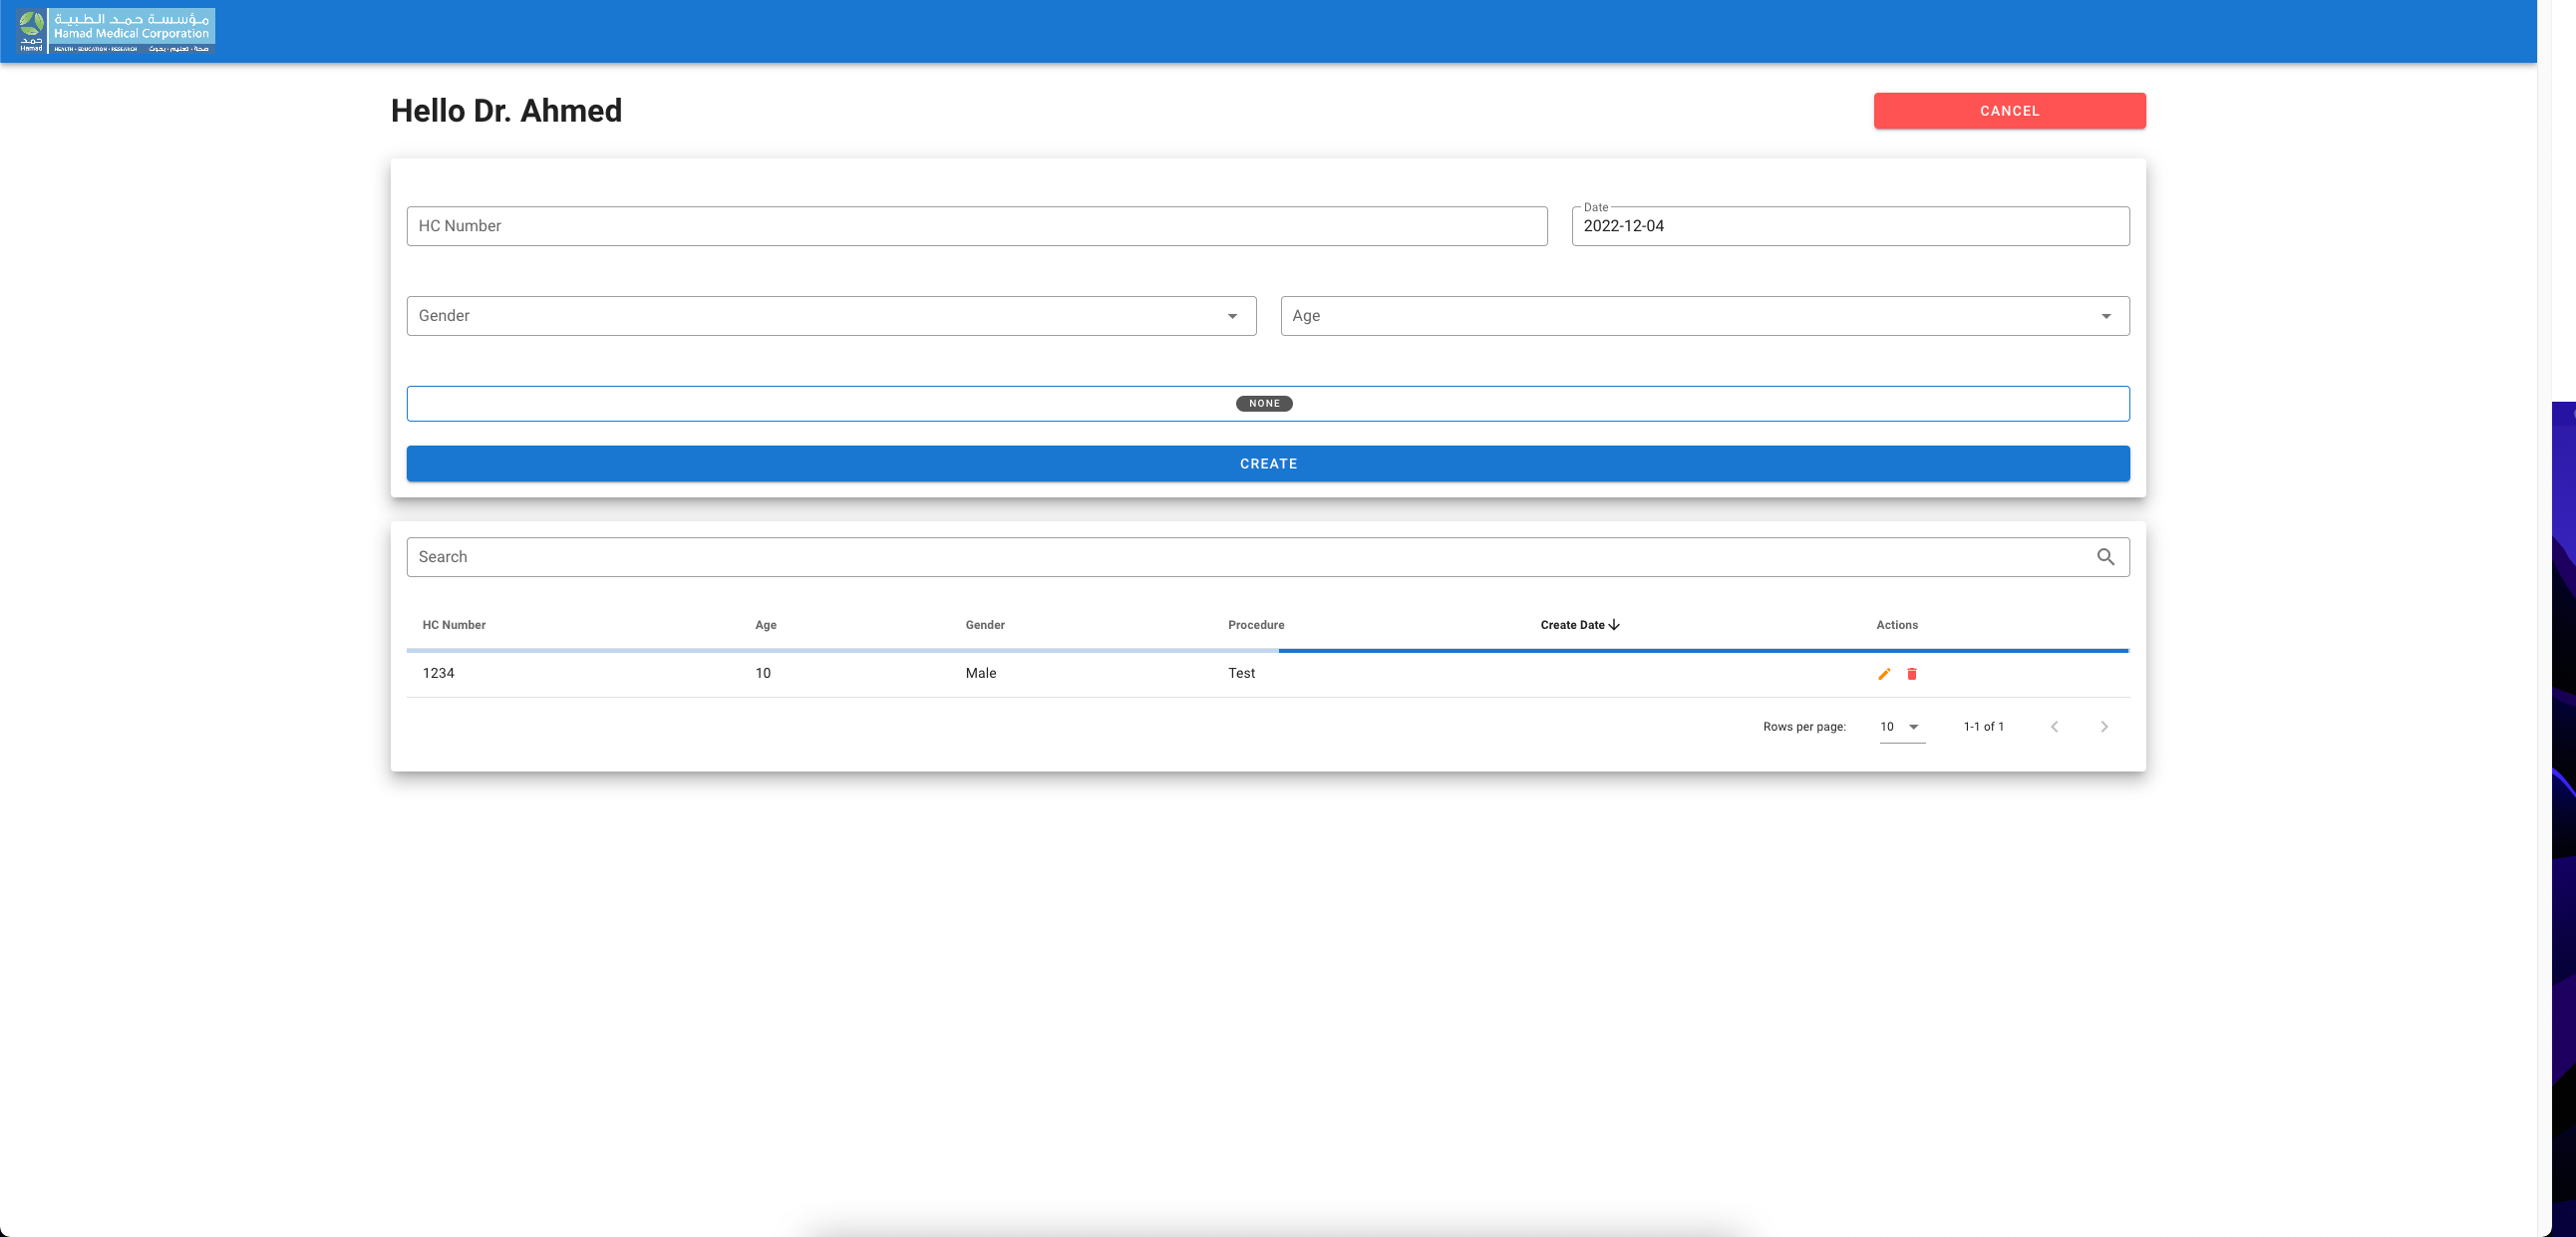 مؤسسة حمد الطبية
Hamad Medical Corporation
حمد
Hamad
HEALTH • EDUCATION • RESEARCH صحة • تعليم • بحوث
Hello Dr. Ahmed
CANCEL
HC Number
Date
2022-12-04
Gender
Age
NONE
CREATE
Search
HC Number Age Gender Procedure Create Date Actions
1234 10 Male Test
Rows per page: 10 1-1 of 1